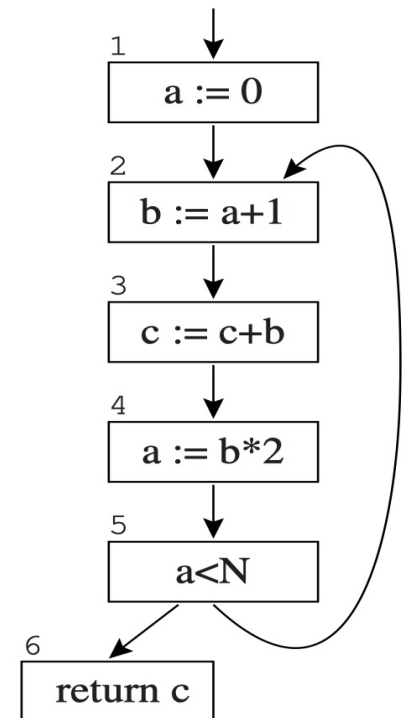 1
a := 0
2
b := a+1
3
c := c+b
4
a := b*2
5
a<N
6
return c